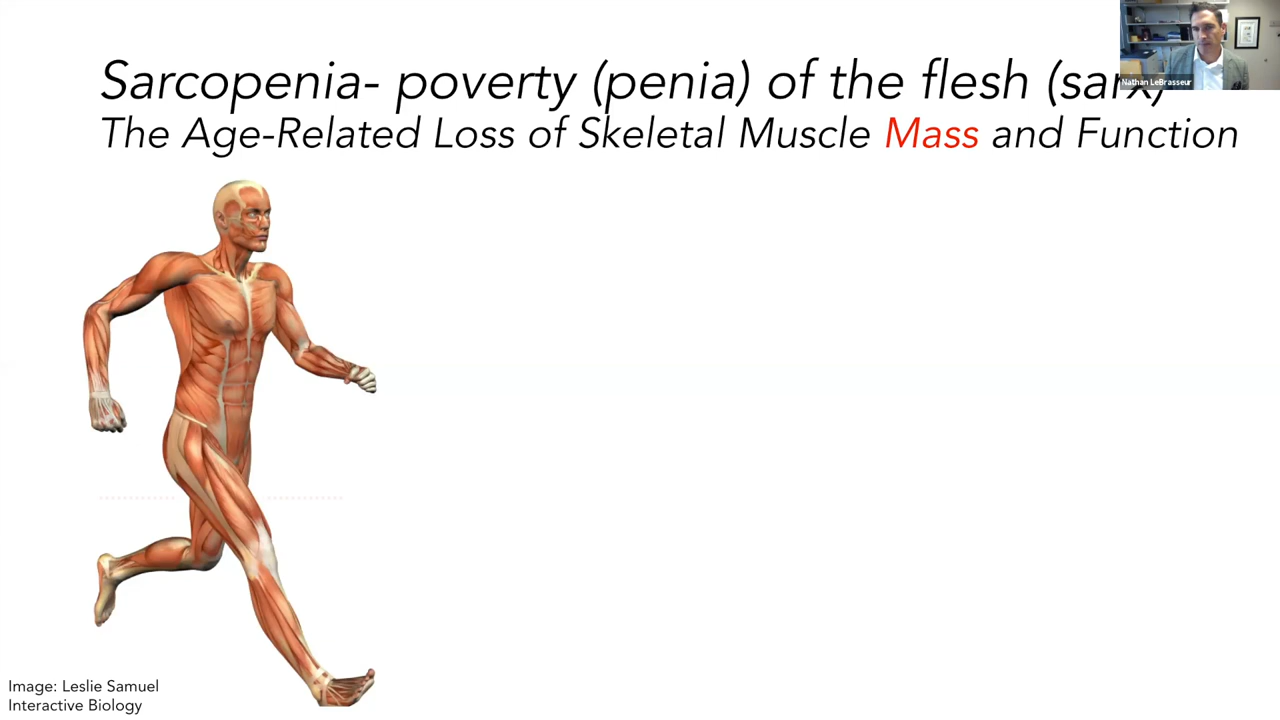 Sarcopenia- poverty (penia) of the flesh (sarx)
The Age-Related Loss of Skeletal Muscle Mass and Function
Nathan LeBrasseur
Image: Leslie Samuel
Interactive Biology